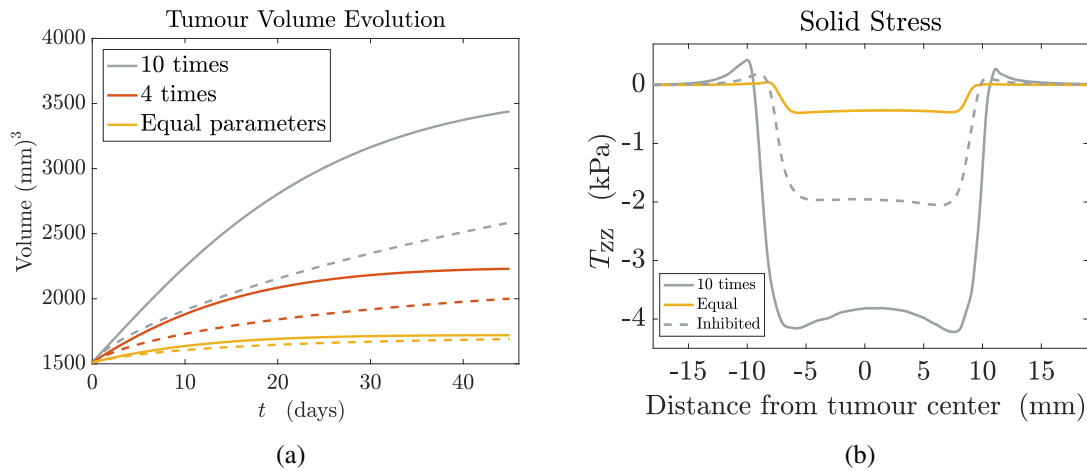 Tumour Volume Evolution
4000
3500
3000
2500
2000
1500
Volume (mm)³
10 times
4 times
Equal parameters
0
10
20
30
40
t (days)
(a)
Solid Stress
0
-1
-2
-3
-4
T_ZZ (kPa)
10 times
Equal
Inhibited
-15
-10
-5
0
5
10
15
Distance from tumour center (mm)
(b)